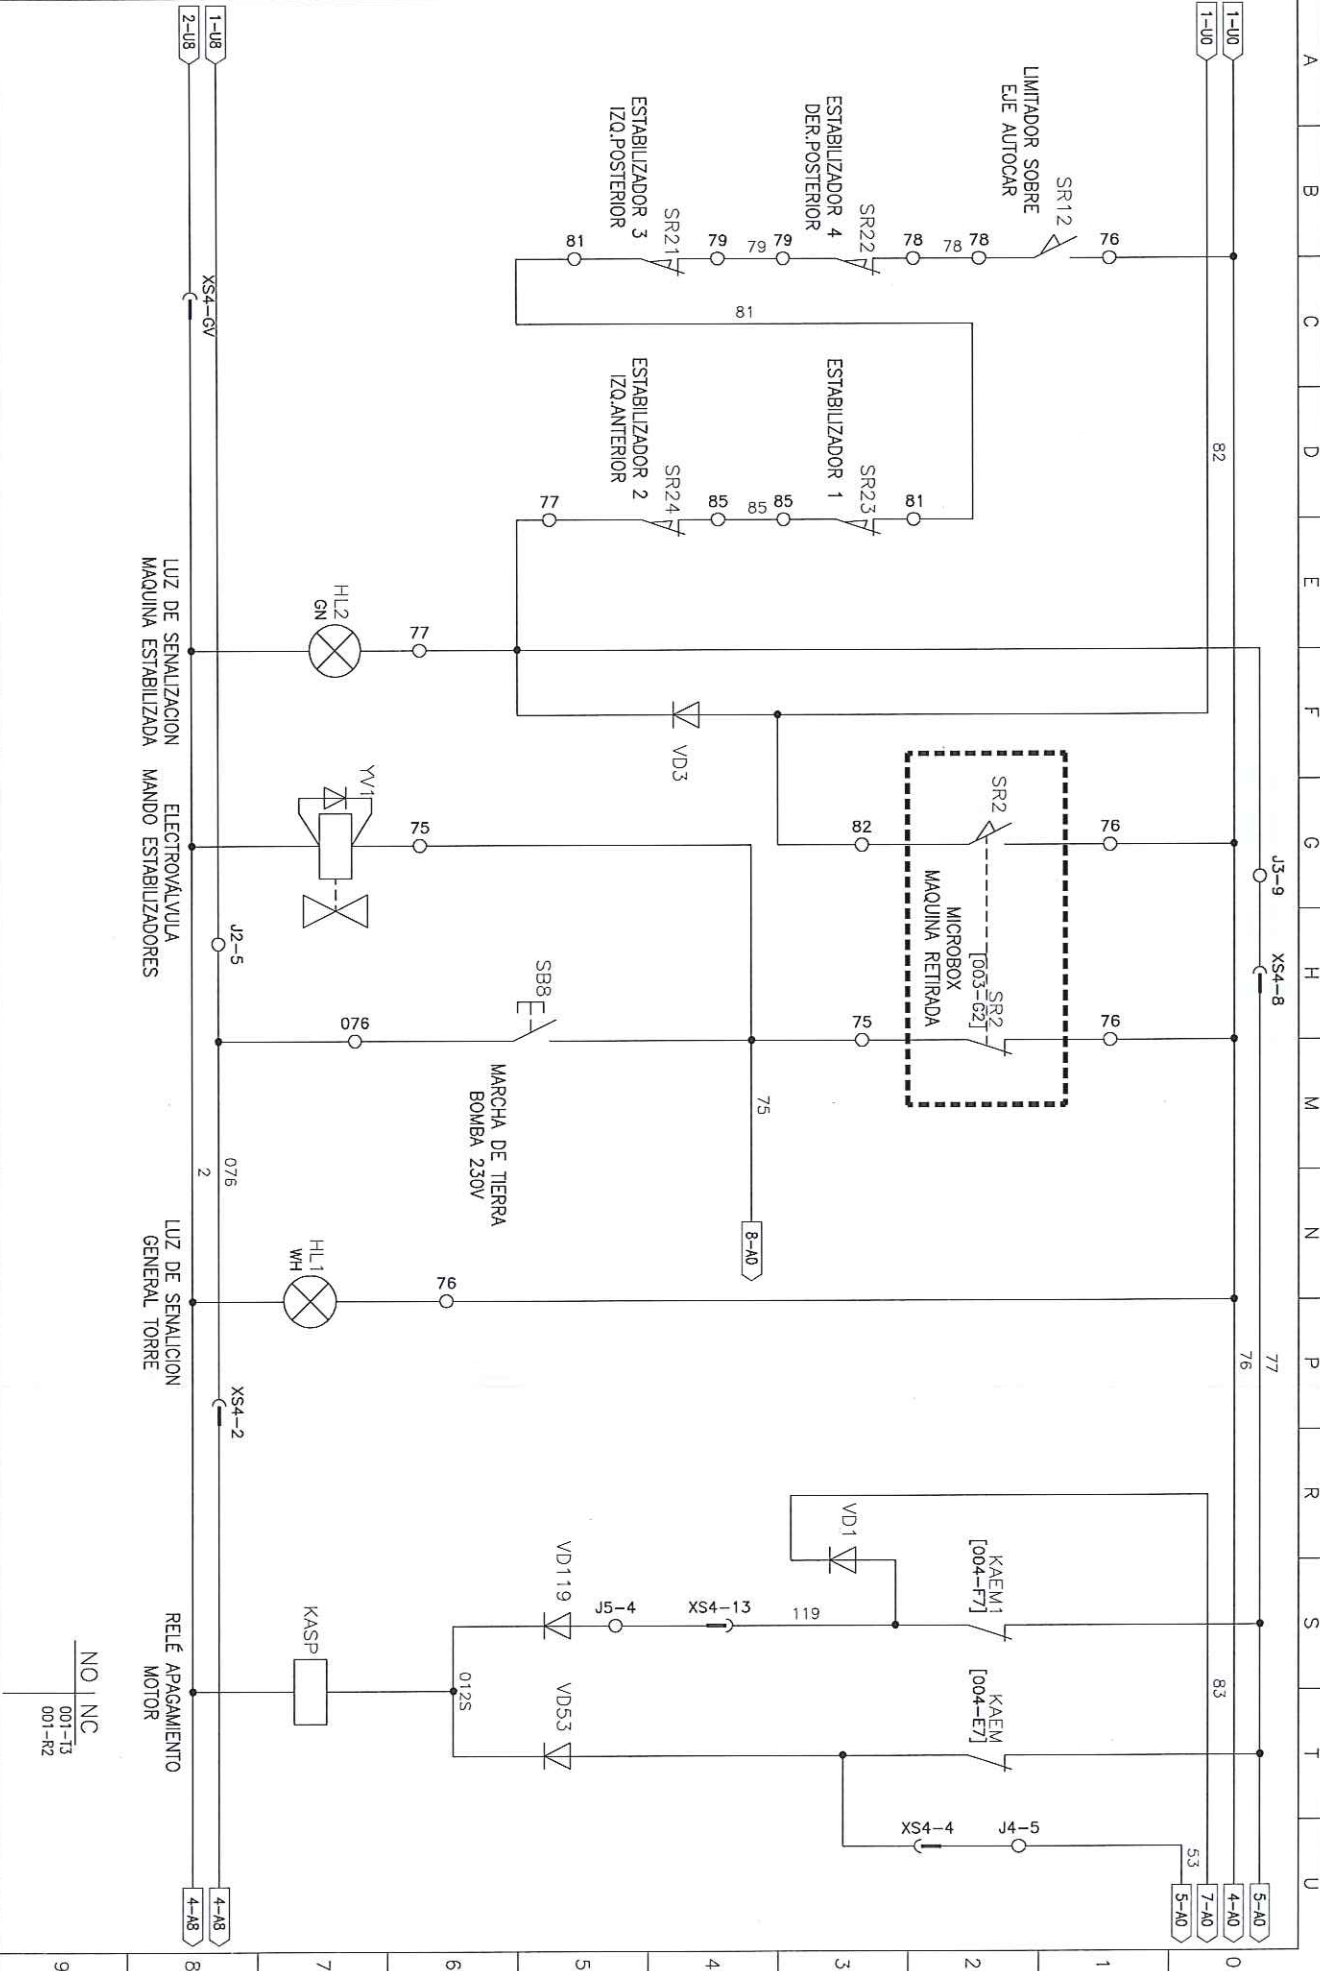 A
B
C
D
E
F
G
H
M
N
P
R
S
T
U
0
1
2
3
4
5
6
7
8
9
1-U0
1-U0
82
76
SR12
LIMITADOR SOBRE
EJE AUTOCAR
78
78
78
SR22
ESTABILIZADOR 4
DER.POSTERIOR
79
79
79
SR21
ESTABILIZADOR 3
IZQ.POSTERIOR
81
81
81
SR23
ESTABILIZADOR 1
85
85
85
SR24
ESTABILIZADOR 2
IZQ.ANTERIOR
77
77
HL2
GN
LUZ DE SENALIZACION
MAQUINA ESTABILIZADA
VD3
J3-9
XS4-8
76
SR2
82
MICROBOX
MAQUINA RETIRADA
76
SR2
[003-G2]
75
75
75
YV1
ELECTROVÁLVULA
MANDO ESTABILIZADORES
8-A0
SB8
MARCHA DE TIERRA
BOMBA 230V
076
J2-5
76
HL1
WH
LUZ DE SENALICION
GENERAL TORRE
77
76
83
53
KAEM1
[004-F7]
VD1
119
XS4-13
J5-4
VD119
KAEM
[004-E7]
XS4-4
J4-5
VD53
012S
KASP
RELÉ APAGAMIENTO
MOTOR
5-A0
4-A0
7-A0
5-A0
1-U8
2-U8
XS4-GV
076
2
XS4-2
4-A8
4-A8
NO NC
001-T3
001-R2